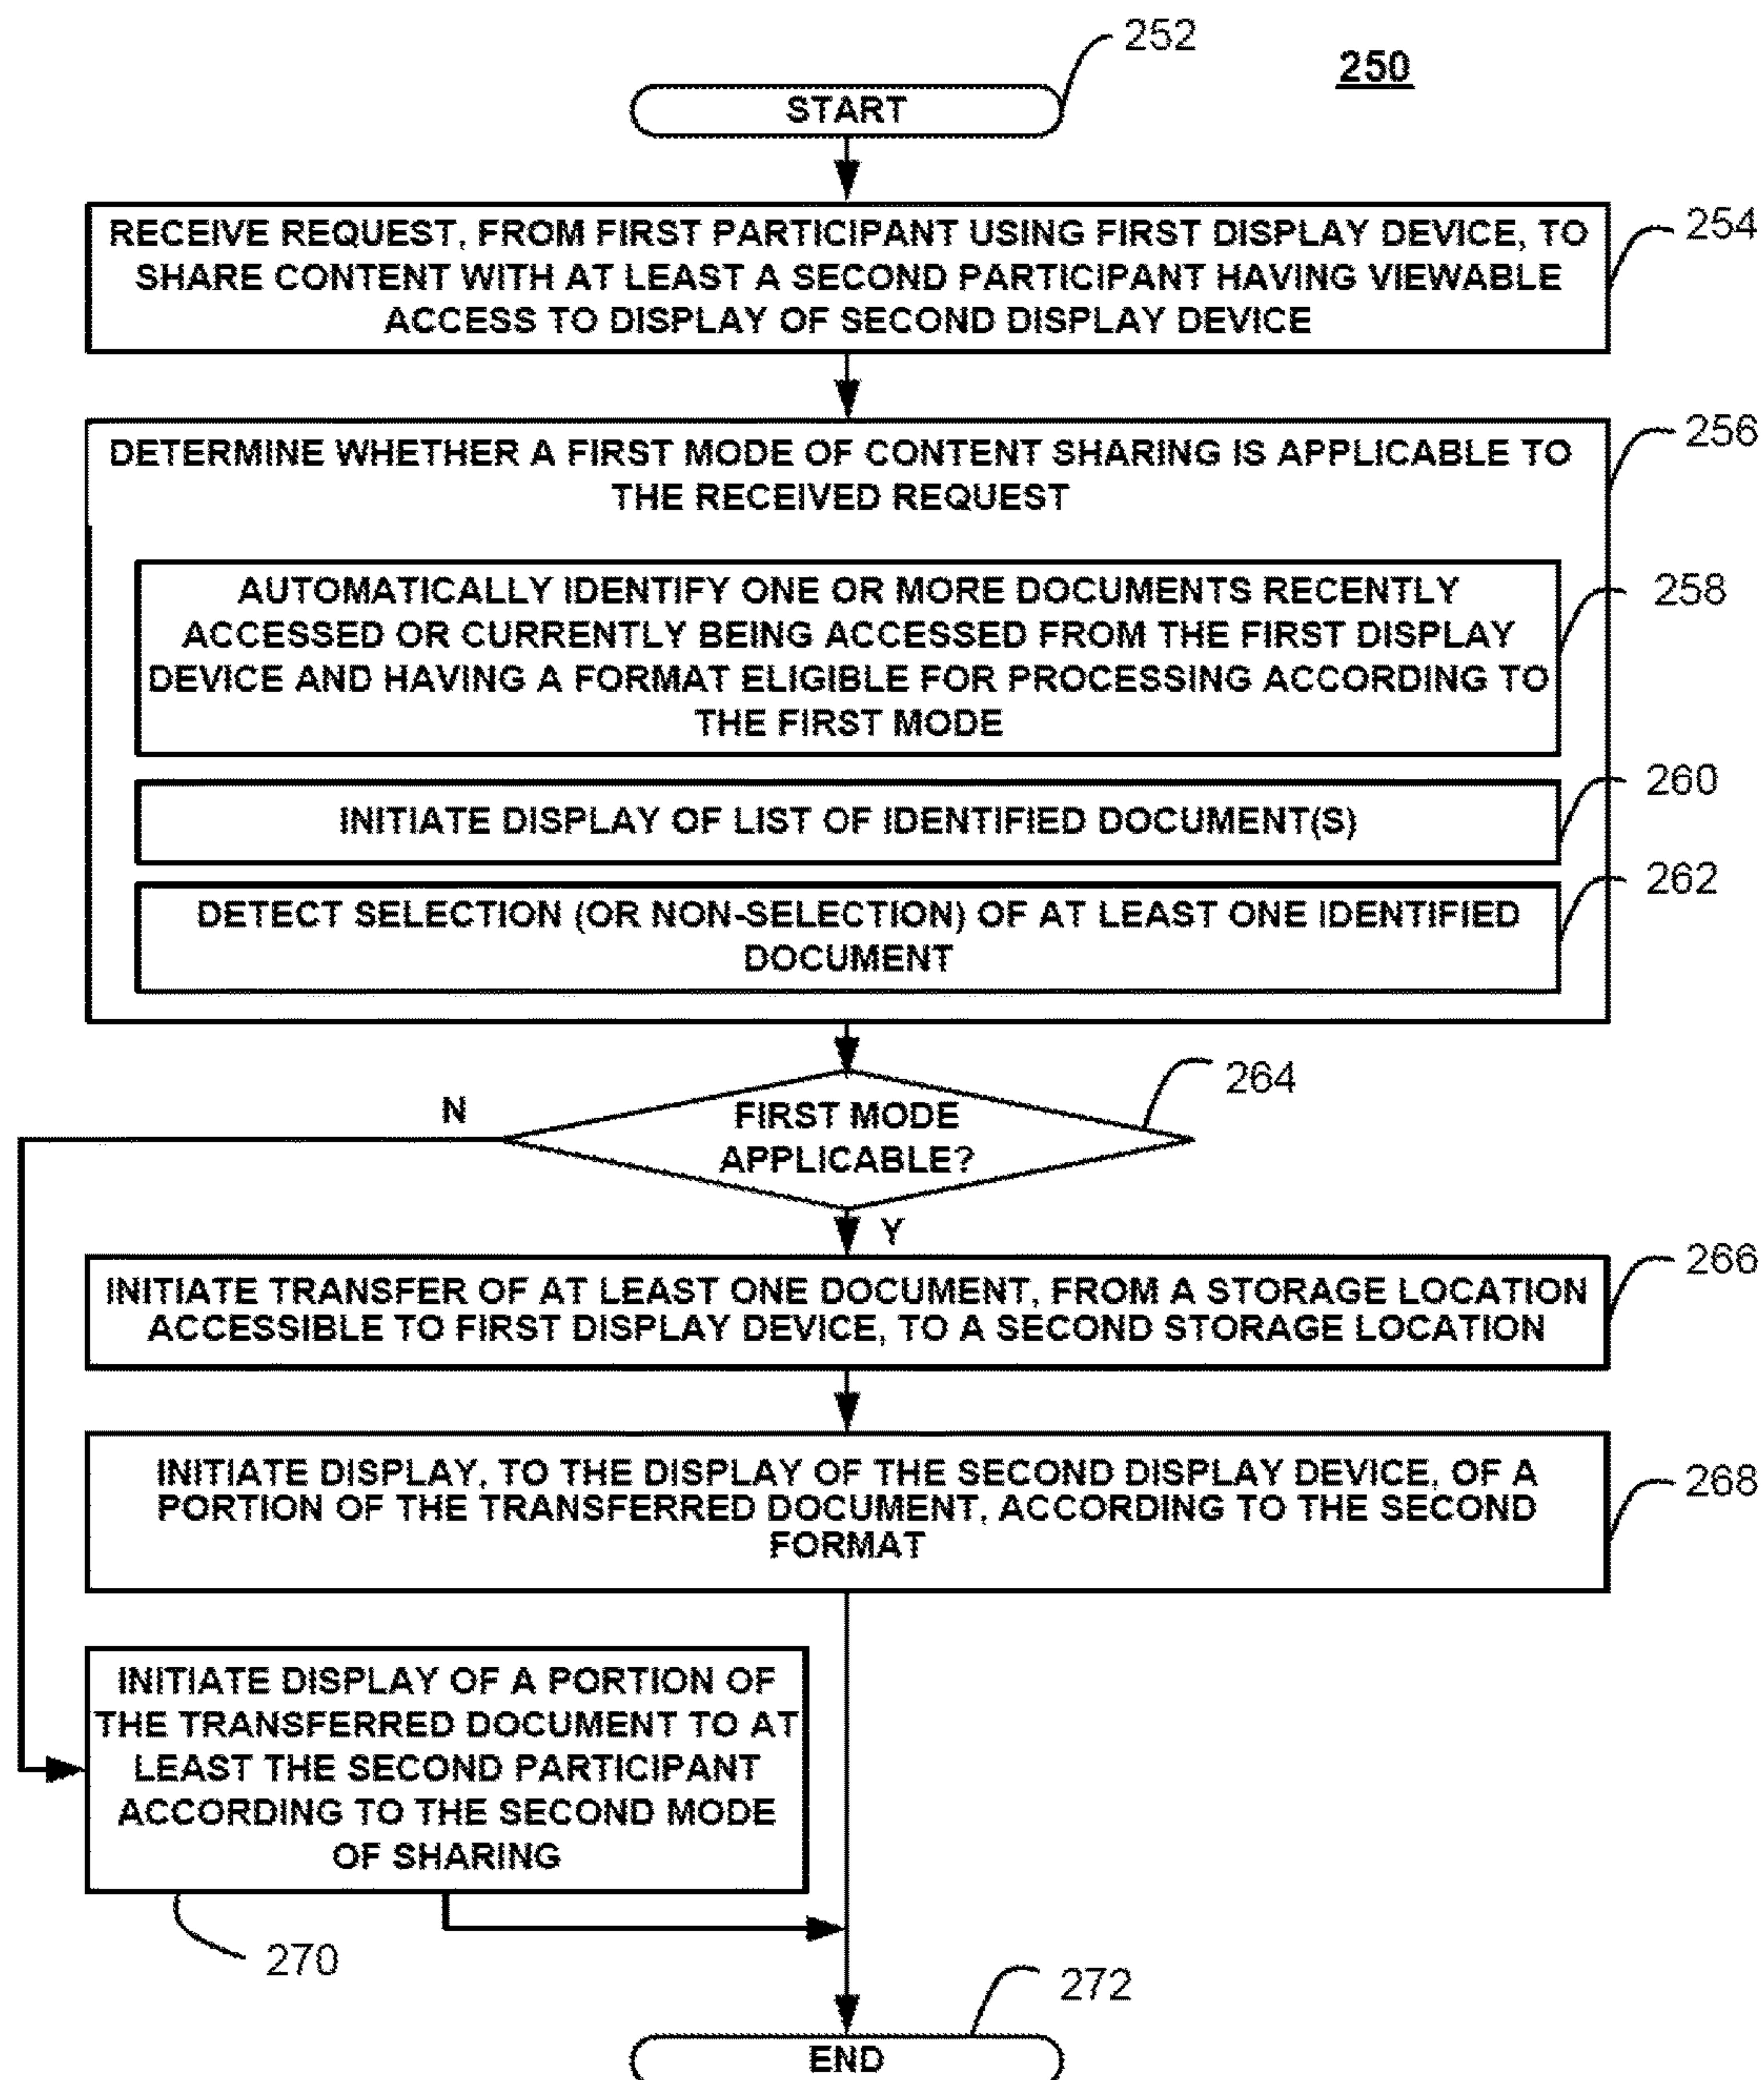 252
250
START
RECEIVE REQUEST, FROM FIRST PARTICIPANT USING FIRST DISPLAY DEVICE, TO
SHARE CONTENT WITH AT LEAST A SECOND PARTICIPANT HAVING VIEWABLE
ACCESS TO DISPLAY OF SECOND DISPLAY DEVICE
254
DETERMINE WHETHER A FIRST MODE OF CONTENT SHARING IS APPLICABLE TO
THE RECEIVED REQUEST
256
AUTOMATICALLY IDENTIFY ONE OR MORE DOCUMENTS RECENTLY
ACCESSED OR CURRENTLY BEING ACCESSED FROM THE FIRST DISPLAY
DEVICE AND HAVING A FORMAT ELIGIBLE FOR PROCESSING ACCORDING TO
THE FIRST MODE
258
INITIATE DISPLAY OF LIST OF IDENTIFIED DOCUMENT(S)
260
DETECT SELECTION (OR NON-SELECTION) OF AT LEAST ONE IDENTIFIED
DOCUMENT
262
264
N
FIRST MODE
APPLICABLE?
Y
INITIATE TRANSFER OF AT LEAST ONE DOCUMENT, FROM A STORAGE LOCATION
ACCESSIBLE TO FIRST DISPLAY DEVICE, TO A SECOND STORAGE LOCATION
266
INITIATE DISPLAY, TO THE DISPLAY OF THE SECOND DISPLAY DEVICE, OF A
PORTION OF THE TRANSFERRED DOCUMENT, ACCORDING TO THE SECOND
FORMAT
268
INITIATE DISPLAY OF A PORTION OF
THE TRANSFERRED DOCUMENT TO AT
LEAST THE SECOND PARTICIPANT
ACCORDING TO THE SECOND MODE
OF SHARING
270
272
END